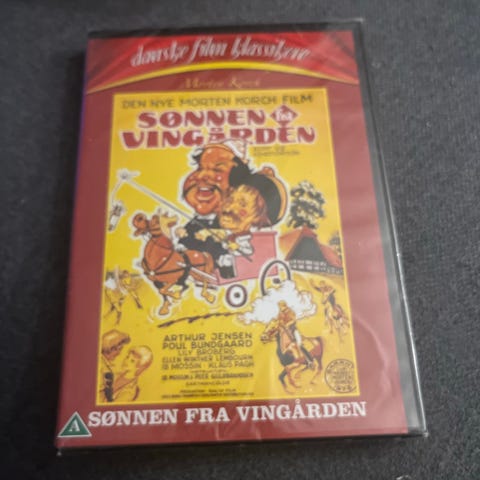 danske film klassikere
Morten Korch
DEN NYE MORTEN KORCH FILM
SØNNEN fra
VINGÅRDEN
ARTHUR JENSEN
POUL BUNDGAARD
LILY BROBERG
ELLEN WINTHER LEMBOURN
IB MOSSIN · KLAUS PAGH
EASTMANCOLOR
A
SØNNEN FRA VINGÅRDEN